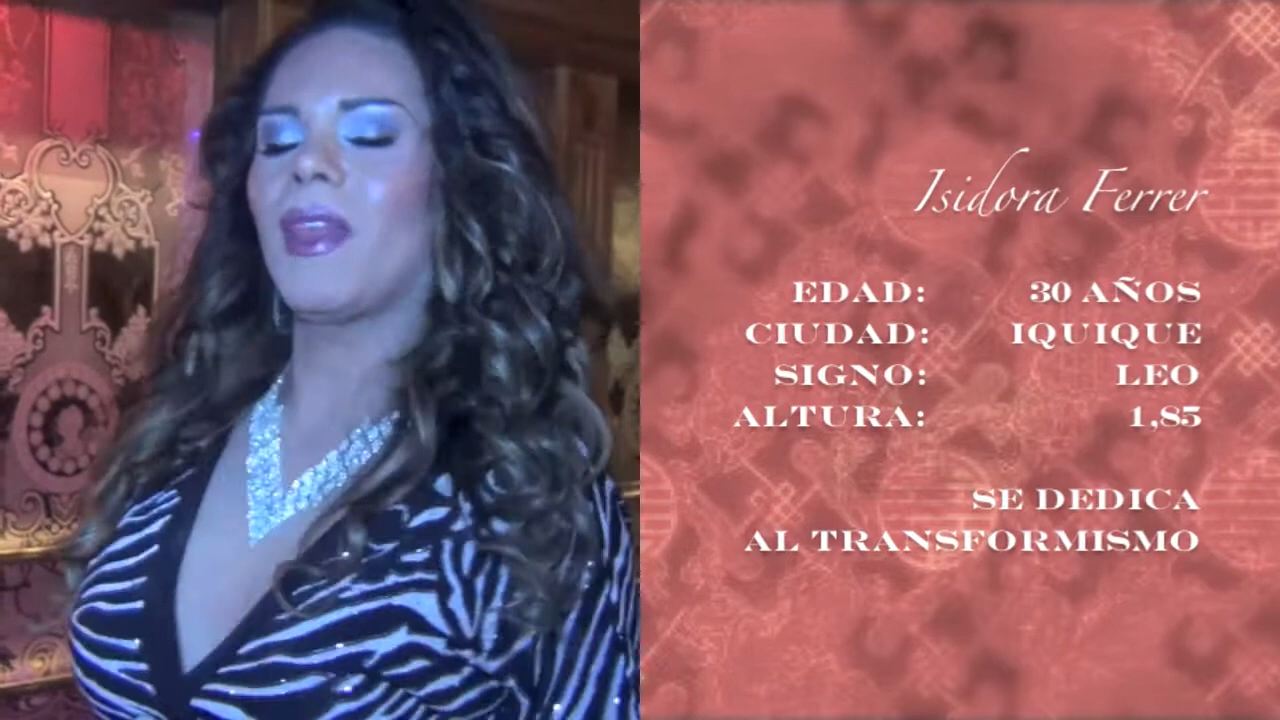 Isidora Ferrer
EDAD: 30 AÑOS
CIUDAD: IQUIQUE
SIGNO: LEO
ALTURA: 1,85
SE DEDICA
AL TRANSFORMISMO